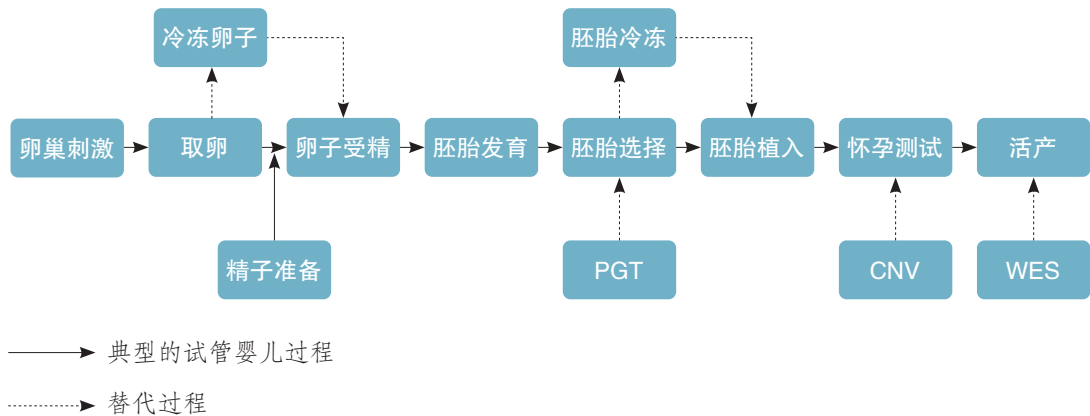 冷冻卵子
胚胎冷冻
卵巢刺激
取卵
卵子受精
胚胎发育
胚胎选择
胚胎植入
怀孕测试
活产
精子准备
PGT
CNV
WES
典型的试管婴儿过程
替代过程